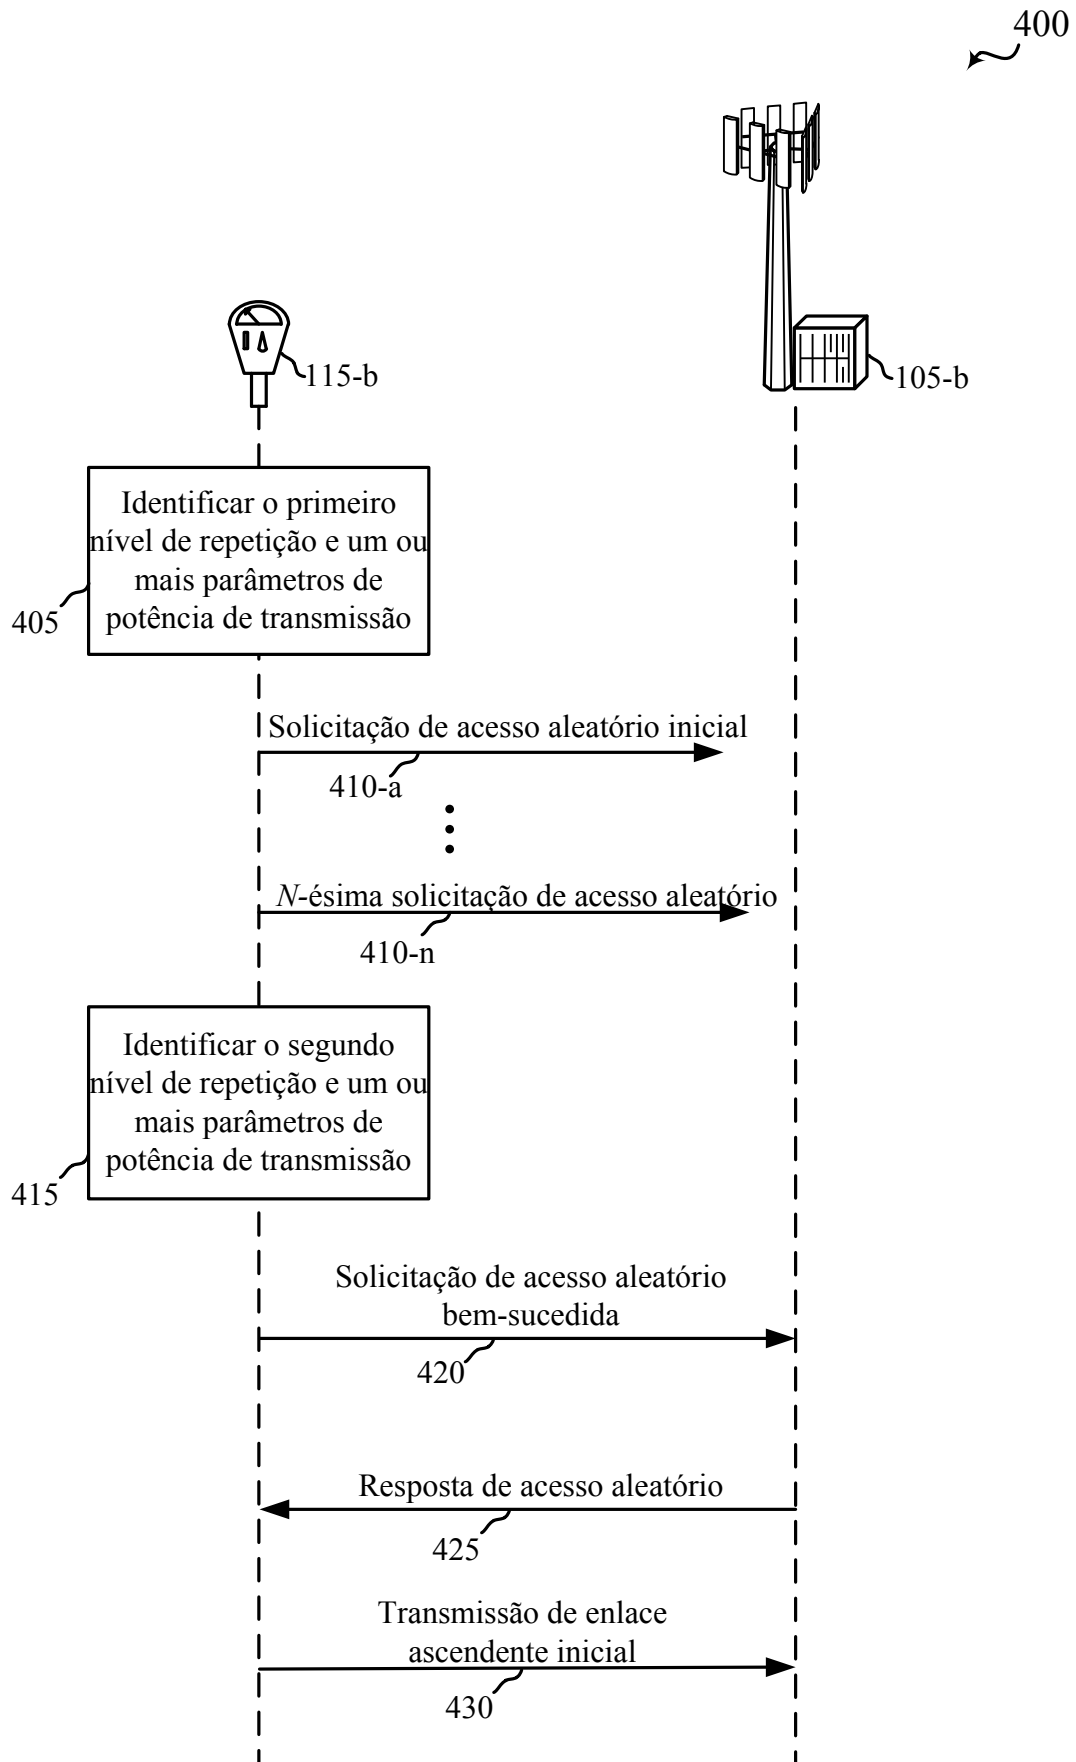 400
115-b
105-b
Identificar o primeiro
nível de repetição e um ou
mais parâmetros de
potência de transmissão
405
Solicitação de acesso aleatório inicial
410-a
N-ésima solicitação de acesso aleatório
410-n
Identificar o segundo
nível de repetição e um ou
mais parâmetros de
potência de transmissão
415
Solicitação de acesso aleatório
bem-sucedida
420
Resposta de acesso aleatório
425
Transmissão de enlace
ascendente inicial
430